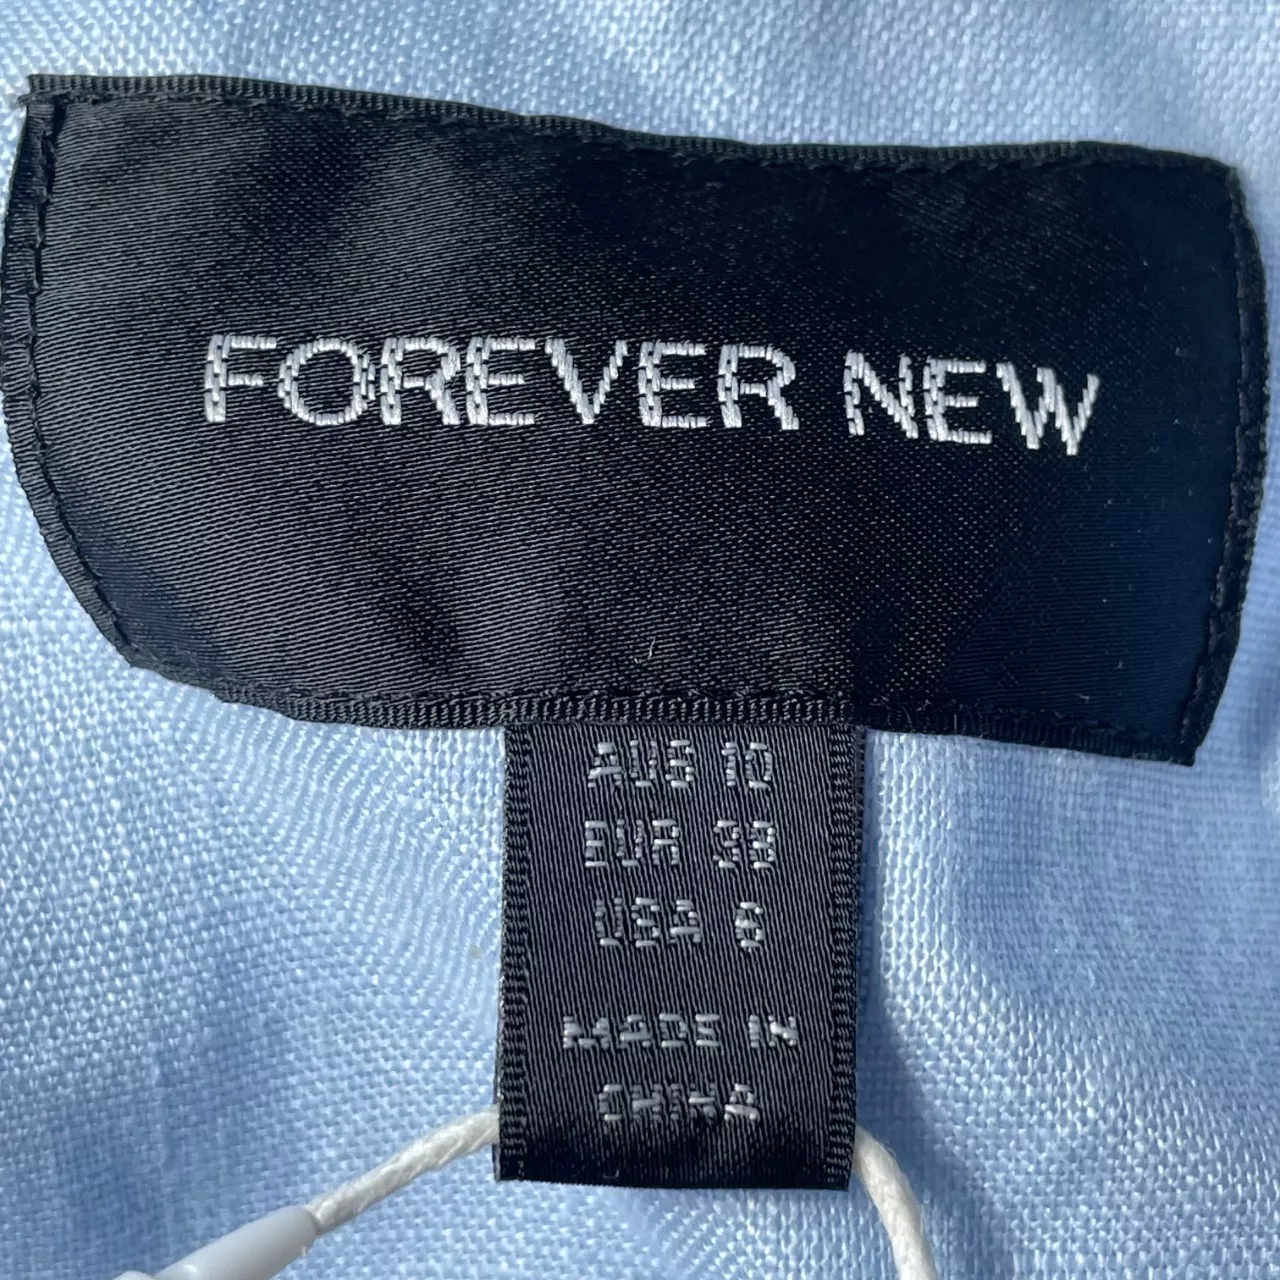 FOREVER NEW
AUS 10
EUR 38
USA 6
MADE IN
CHINA